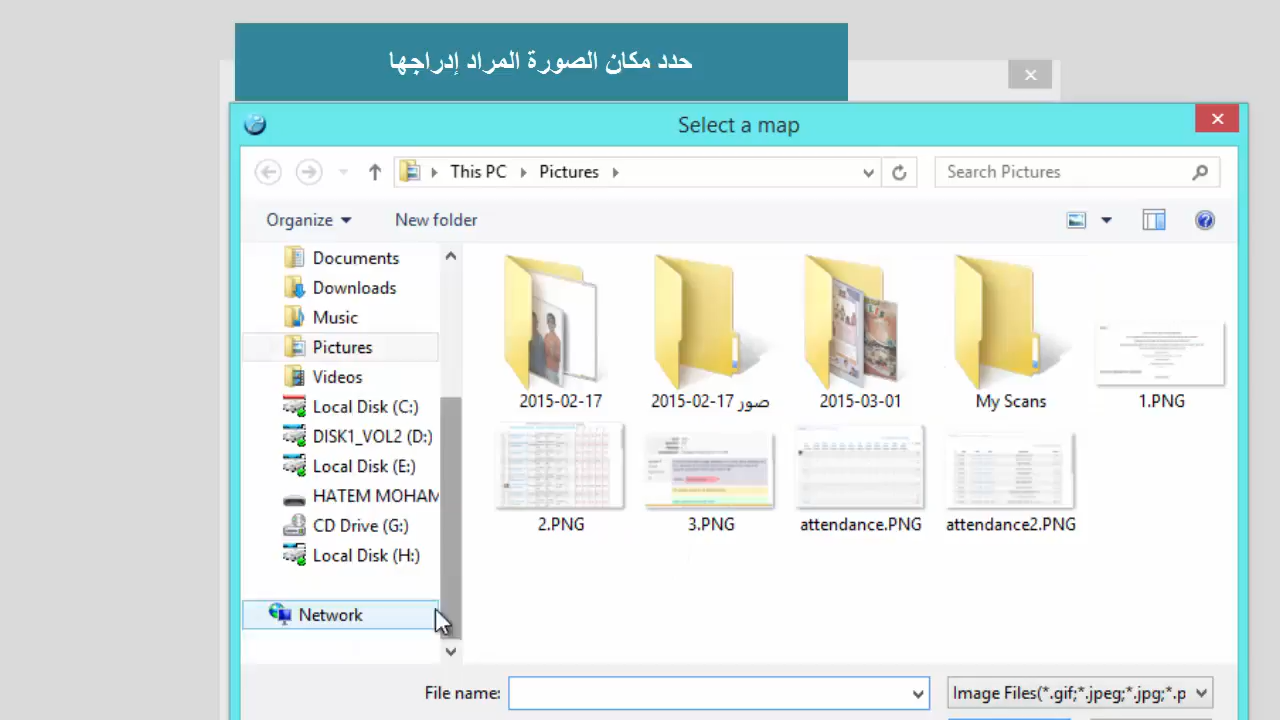 حدد مكان الصورة المراد إدراجها
Select a map
This PC
Pictures
Search Pictures
Organize
New folder
Documents
Downloads
Music
Pictures
Videos
Local Disk (C:)
DISK1_VOL2 (D:)
Local Disk (E:)
HATEM MOHAM
CD Drive (G:)
Local Disk (H:)
Network
2015-02-17
صور 17-02-2015
2015-03-01
My Scans
1.PNG
2.PNG
3.PNG
attendance.PNG
attendance2.PNG
File name:
Image Files(*.gif;*.jpeg;*.jpg;*.p